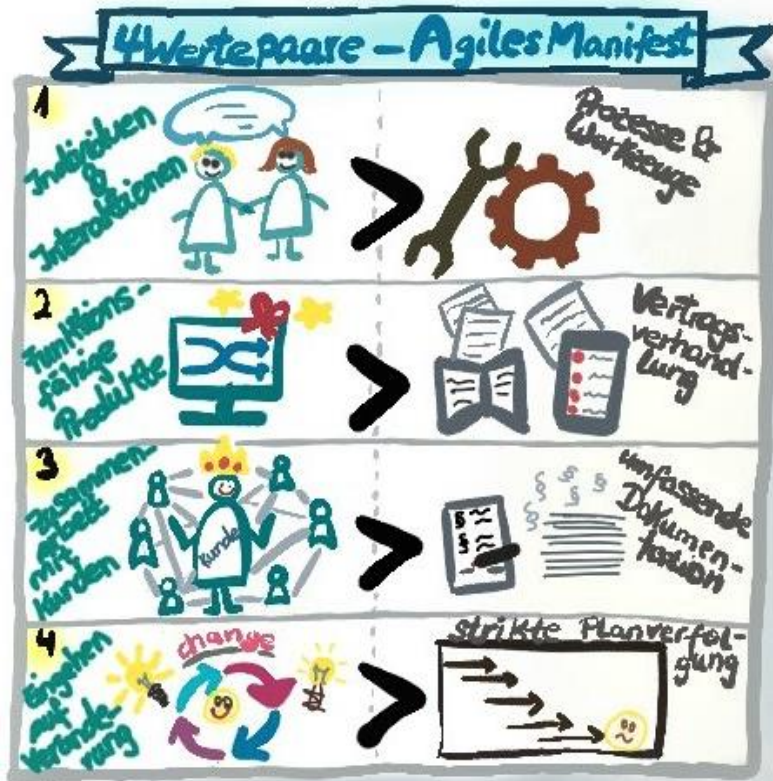 4 Wertepaare – Agiles Manifest
1
Individuen
&
Interaktionen
>
Prozesse &
Werkzeuge
2
Funktions-
fähige
Produkte
>
Vertrags-
verhand-
lung
3
Zusammen-
arbeit
mit
Kunden
Kunde
>
§
§
§ § §
§
§
umfassende
Dokumen-
tation
4
Eingehen
auf
Verände-
rung
change
>
strikte Planverfol-
gung